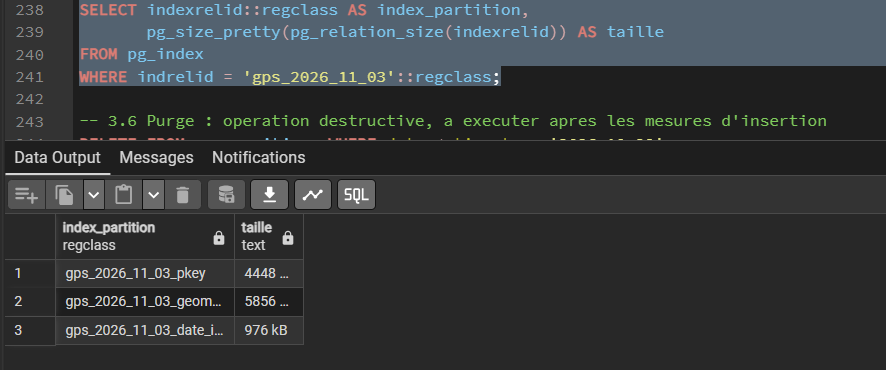 238 SELECT indexrelid::regclass AS index_partition,
239 pg_size_pretty(pg_relation_size(indexrelid)) AS taille
240 FROM pg_index
241 WHERE indrelid = 'gps_2026_11_03'::regclass;
242
243 -- 3.6 Purge : operation destructive, a executer apres les mesures d'insertion
Data Output Messages Notifications
SQL
index_partition taille
regclass text
1 gps_2026_11_03_pkey 4448 ...
2 gps_2026_11_03_geom... 5856 ...
3 gps_2026_11_03_date_i... 976 kB